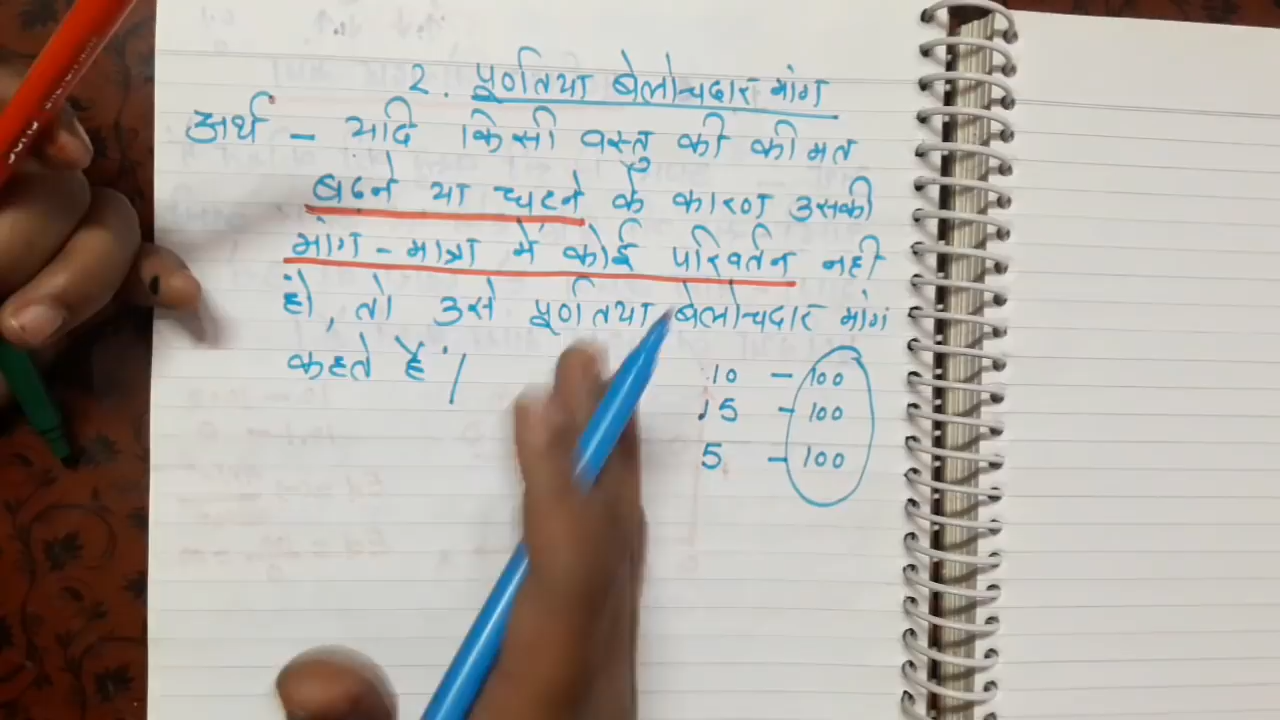 2. पूर्णतया बेलोचदार मांग
अर्थ - यदि किसी वस्तु की कीमत
बढने या घटने के कारण उसकी
मांग - मात्रा में कोई परिवर्तन नही
हो, तो उसे पूर्णतया बेलोचदार मांग
कहते हैं।
10 - 100
15 - 100
5 - 100